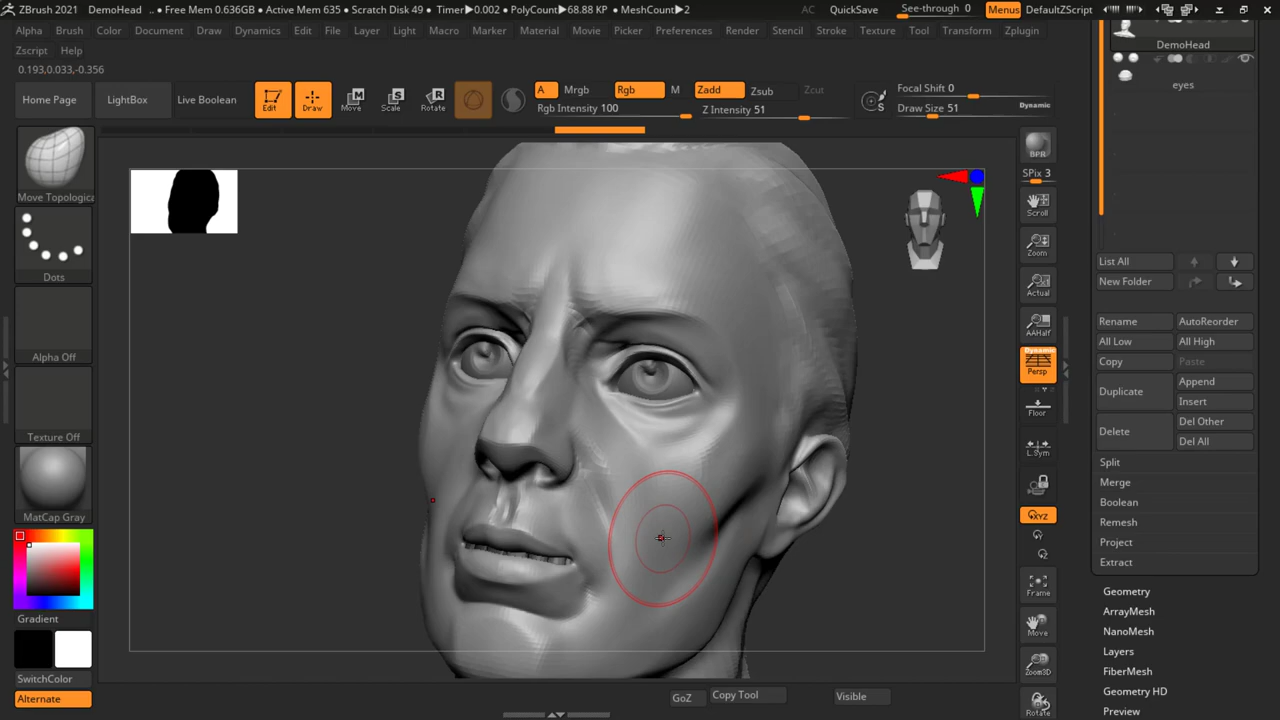 ZBrush 2021 DemoHead .. • Free Mem 0.636GB • Active Mem 635 • Scratch Disk 49 • Timer▶0.002 • PolyCount▶68.88 KP • MeshCount▶2 AC QuickSave See-through 0 Menus DefaultZScript
Alpha Brush Color Document Draw Dynamics Edit File Layer Light Macro Marker Material Movie Picker Preferences Render Stencil Stroke Texture Tool Transform Zplugin
Zscript Help
0.193,0.033,-0.356
Home Page LightBox Live Boolean Edit Draw Move Scale Rotate
A Mrgb Rgb M Zadd Zsub Zcut
Rgb Intensity 100 Z Intensity 51
Focal Shift 0
Draw Size 51 Dynamic
Move Topologica
Dots
Alpha Off
Texture Off
MatCap Gray
Gradient
SwitchColor
Alternate
BPR
SPix 3
Scroll
Zoom
Actual
AAHalf
Dynamic
Persp
Floor
L.Sym
XYZ
Y
Z
Frame
Move
Zoom3D
Rotate
GoZ Copy Tool Visible
DemoHead
eyes
List All
New Folder
Rename AutoReorder
All Low All High
Copy Paste
Duplicate Append
Insert
Delete Del Other
Del All
Split
Merge
Boolean
Remesh
Project
Extract
Geometry
ArrayMesh
NanoMesh
Layers
FiberMesh
Geometry HD
Preview